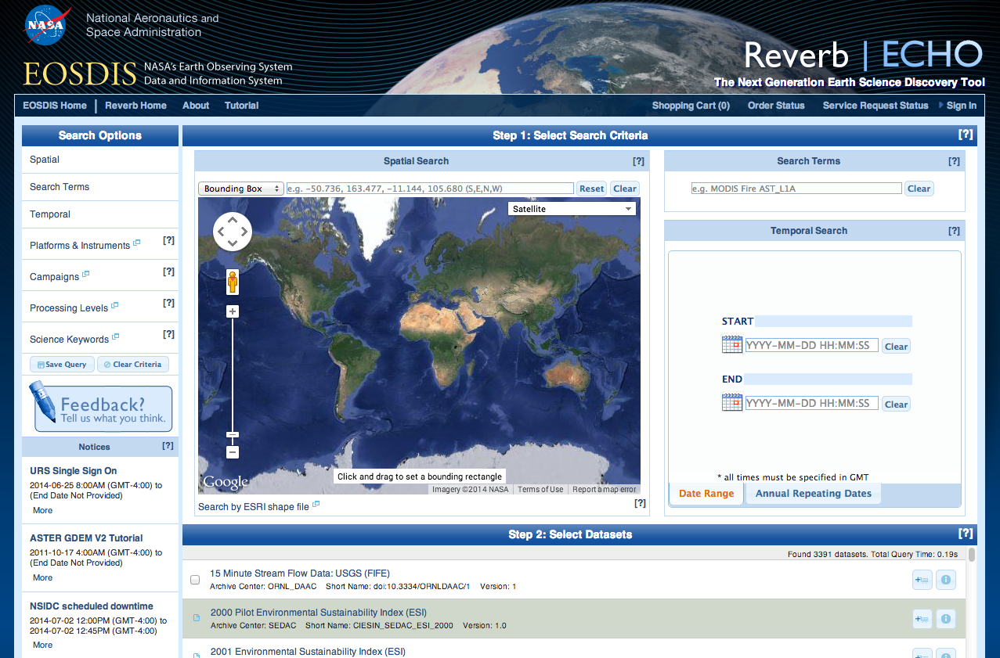 NASA
National Aeronautics and
Space Administration
EOSDIS
NASA's Earth Observing System
Data and Information System
Reverb | ECHO
The Next Generation Earth Science Discovery Tool
EOSDIS Home | Reverb Home About Tutorial Shopping Cart (0) Order Status Service Request Status Sign In
Search Options
Spatial
Search Terms
Temporal
Platforms & Instruments [?]
Campaigns [?]
Processing Levels [?]
Science Keywords [?]
Save Query Clear Criteria
Feedback?
Tell us what you think.
Notices [?]
URS Single Sign On
2014-06-25 8:00AM (GMT-4:00) to
(End Date Not Provided)
More
ASTER GDEM V2 Tutorial
2011-10-17 4:00AM (GMT-4:00) to
(End Date Not Provided)
More
NSIDC scheduled downtime
2014-07-02 12:00PM (GMT-4:00) to
2014-07-02 12:45PM (GMT-4:00)
More
Step 1: Select Search Criteria [?]
Spatial Search [?]
Bounding Box e.g. -50.736, 163.477, -11.144, 105.680 (S,E,N,W) Reset Clear
Satellite
Click and drag to set a bounding rectangle
Google
Imagery ©2014 NASA Terms of Use Report a map error
Search by ESRI shape file [?]
Search Terms [?]
e.g. MODIS Fire AST_L1A Clear
Temporal Search [?]
START
YYYY-MM-DD HH:MM:SS Clear
END
YYYY-MM-DD HH:MM:SS Clear
* all times must be specified in GMT
Date Range Annual Repeating Dates
Step 2: Select Datasets [?]
Found 3391 datasets. Total Query Time: 0.19s
15 Minute Stream Flow Data: USGS (FIFE)
Archive Center: ORNL_DAAC Short Name: doi:10.3334/ORNLDAAC/1 Version: 1
2000 Pilot Environmental Sustainability Index (ESI)
Archive Center: SEDAC Short Name: CIESIN_SEDAC_ESI_2000 Version: 1.0
2001 Environmental Sustainability Index (ESI)